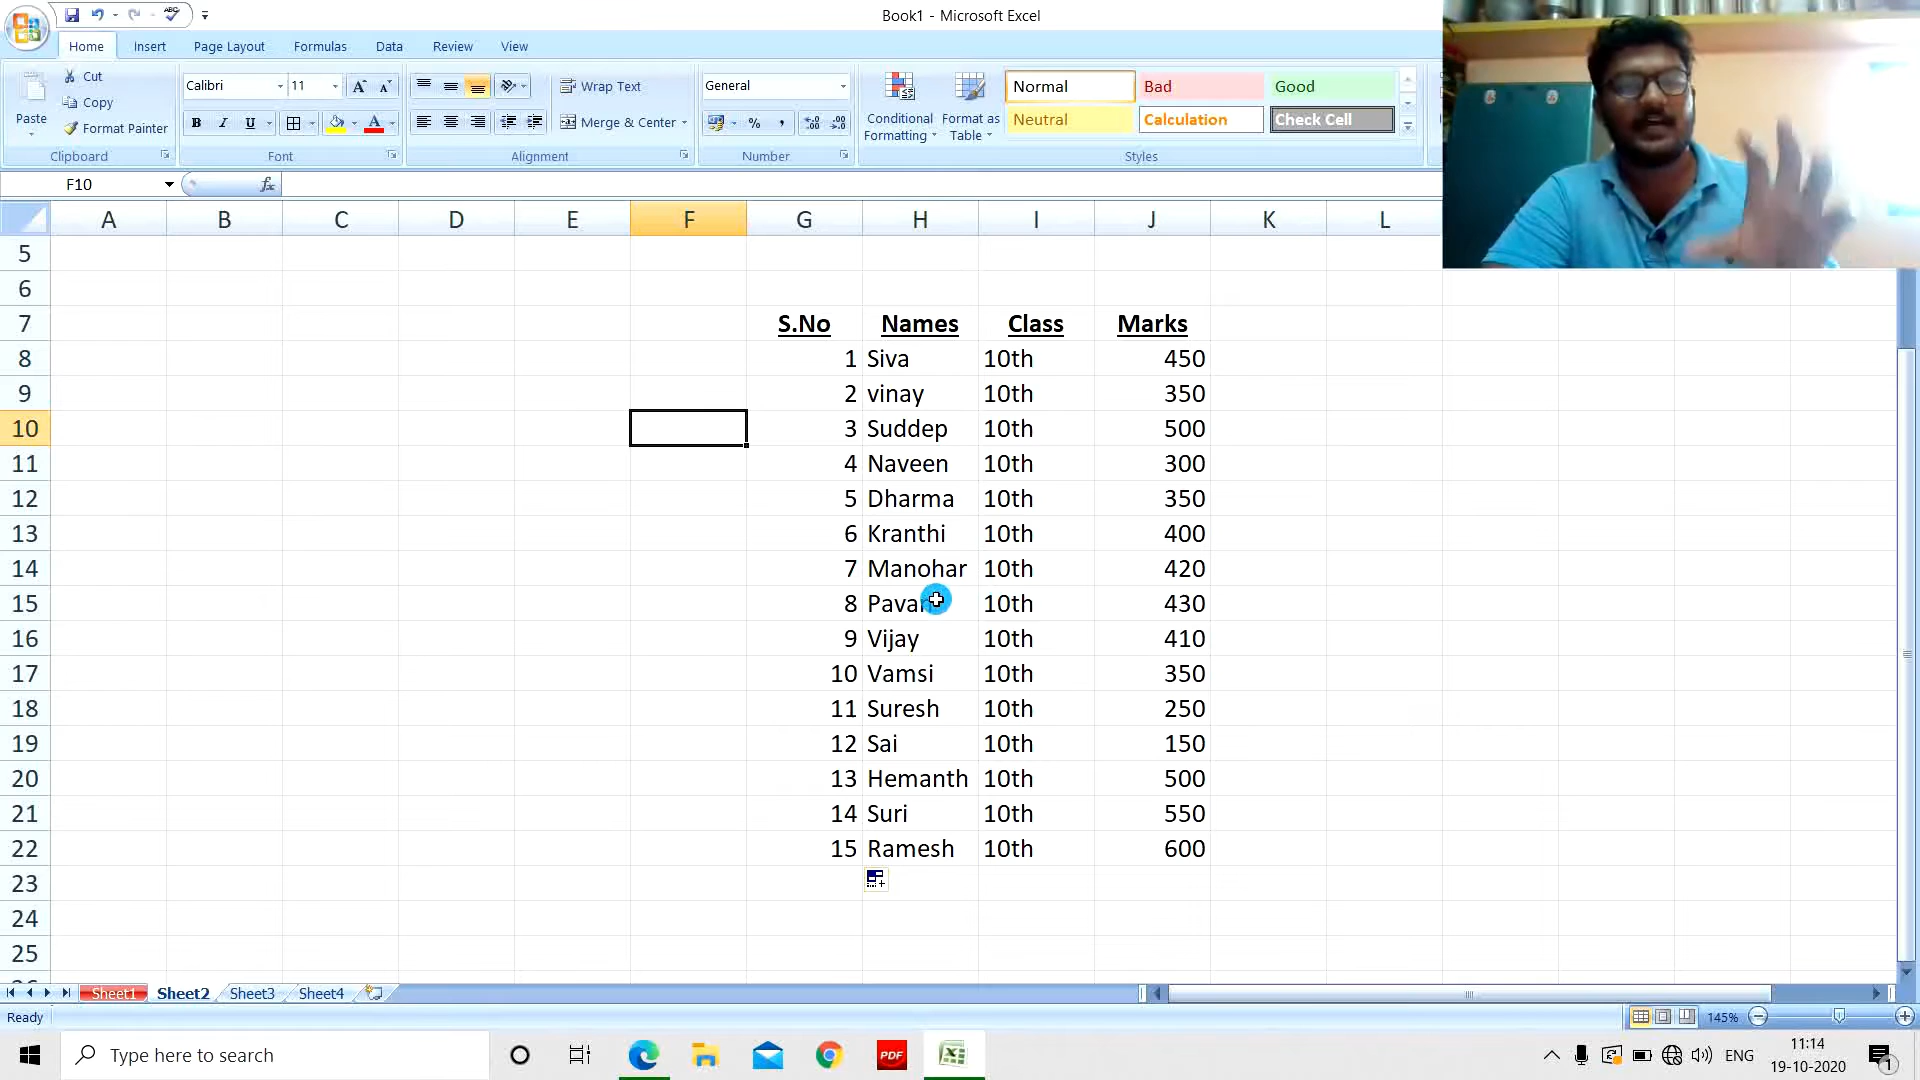 Book1 - Microsoft Excel
Home Insert Page Layout Formulas Data Review View
Paste
Cut
Copy
Format Painter
Clipboard
Calibri 11
B I U
Font
Wrap Text
Merge & Center
Alignment
General
%
Number
Conditional Formatting
Format as Table
Normal Bad Good
Neutral Calculation Check Cell
Styles
F10 fx
A B C D E F G H I J K L
5
6
7 S.No Names Class Marks
8 1 Siva 10th 450
9 2 vinay 10th 350
10 3 Suddep 10th 500
11 4 Naveen 10th 300
12 5 Dharma 10th 350
13 6 Kranthi 10th 400
14 7 Manohar 10th 420
15 8 Pavan 10th 430
16 9 Vijay 10th 410
17 10 Vamsi 10th 350
18 11 Suresh 10th 250
19 12 Sai 10th 150
20 13 Hemanth 10th 500
21 14 Suri 10th 550
22 15 Ramesh 10th 600
23
24
25
Sheet1 Sheet2 Sheet3 Sheet4
Ready 145%
Type here to search
PDF
ENG
11:14
19-10-2020
1